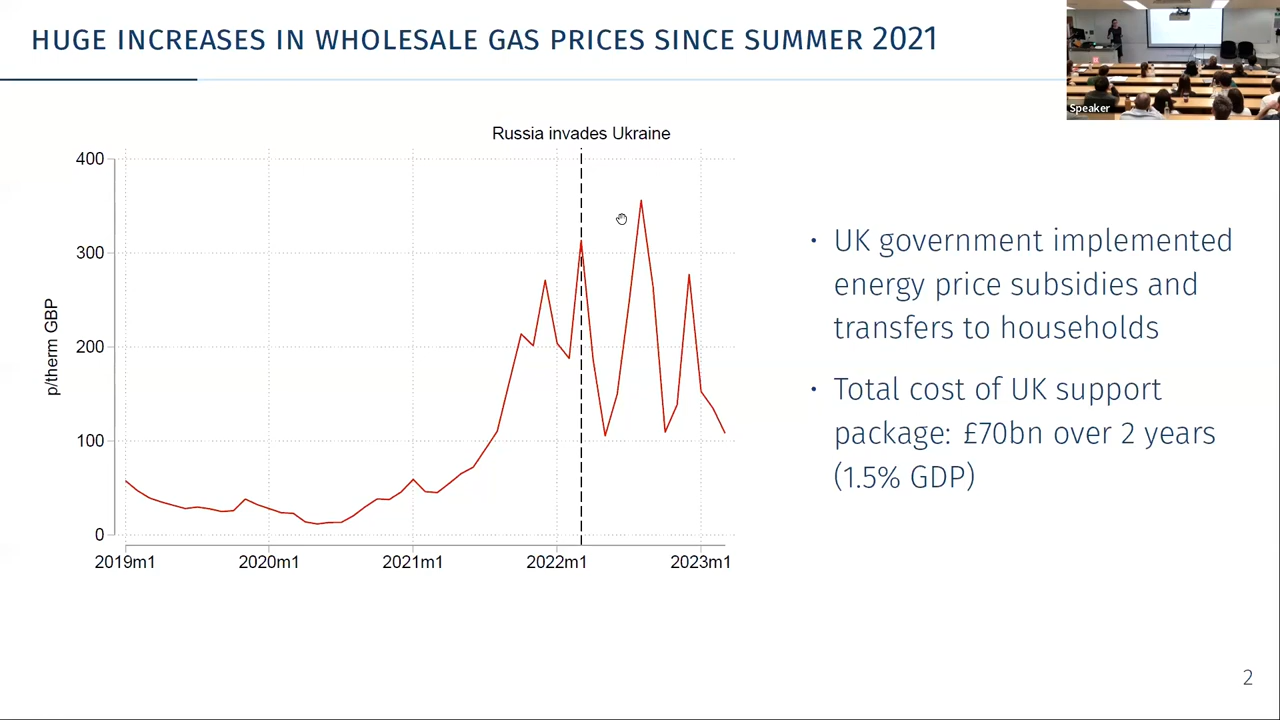 HUGE INCREASES IN WHOLESALE GAS PRICES SINCE SUMMER 2021
Speaker
Russia invades Ukraine
400
300
200
100
0
p/therm GBP
2019m1
2020m1
2021m1
2022m1
2023m1
• UK government implemented
energy price subsidies and
transfers to households
• Total cost of UK support
package: £70bn over 2 years
(1.5% GDP)
2